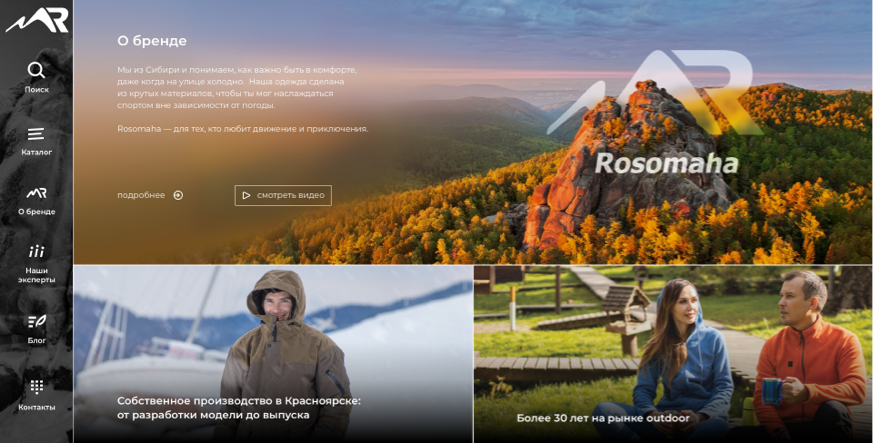 Поиск
Каталог
О бренде
Наши
эксперты
Блог
Контакты
О бренде
Мы из Сибири и понимаем, как важно быть в комфорте,
даже когда на улице холодно. Наша одежда сделана
из крутых материалов, чтобы ты мог наслаждаться
спортом вне зависимости от погоды.
Rosomaha — для тех, кто любит движение и приключения.
подробнее
смотреть видео
Rosomaha
Собственное производство в Красноярске:
от разработки модели до выпуска
Более 30 лет на рынке outdoor